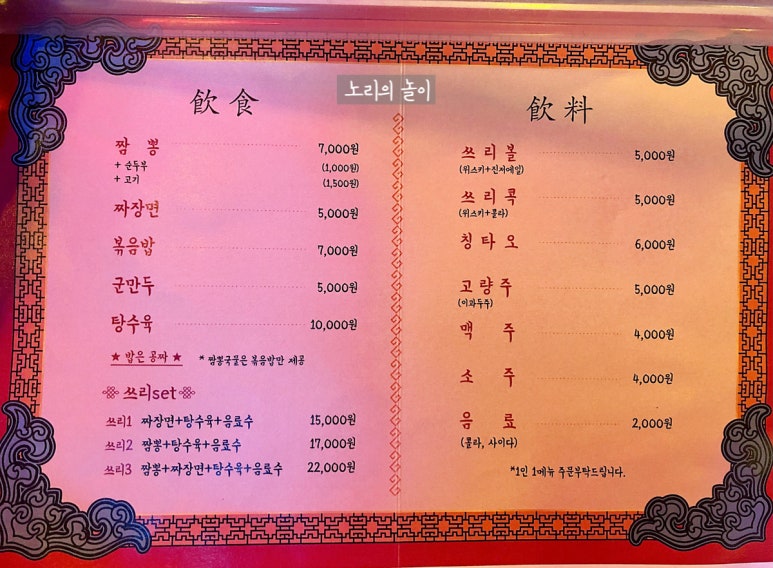 노리의 놀이
飮食
짬 뽕 7,000원
+ 순두부 (1,000원)
+ 고기 (1,500원)
짜장면 5,000원
볶음밥 7,000원
군만두 5,000원
탕수육 10,000원
★ 밥은 공짜 ★ * 짬뽕국물은 볶음밥만 제공
쓰리set
쓰리1 짜장면+탕수육+음료수 15,000원
쓰리2 짬뽕+탕수육+음료수 17,000원
쓰리3 짬뽕+짜장면+탕수육+음료수 22,000원
飮料
쓰리볼 5,000원
(위스키+진저에일)
쓰리콕 5,000원
(위스키+콜라)
칭타오 6,000원
고량주 5,000원
(이과두주)
맥 주 4,000원
소 주 4,000원
음 료 2,000원
(콜라, 사이다)
*1인 1메뉴 주문부탁드립니다.